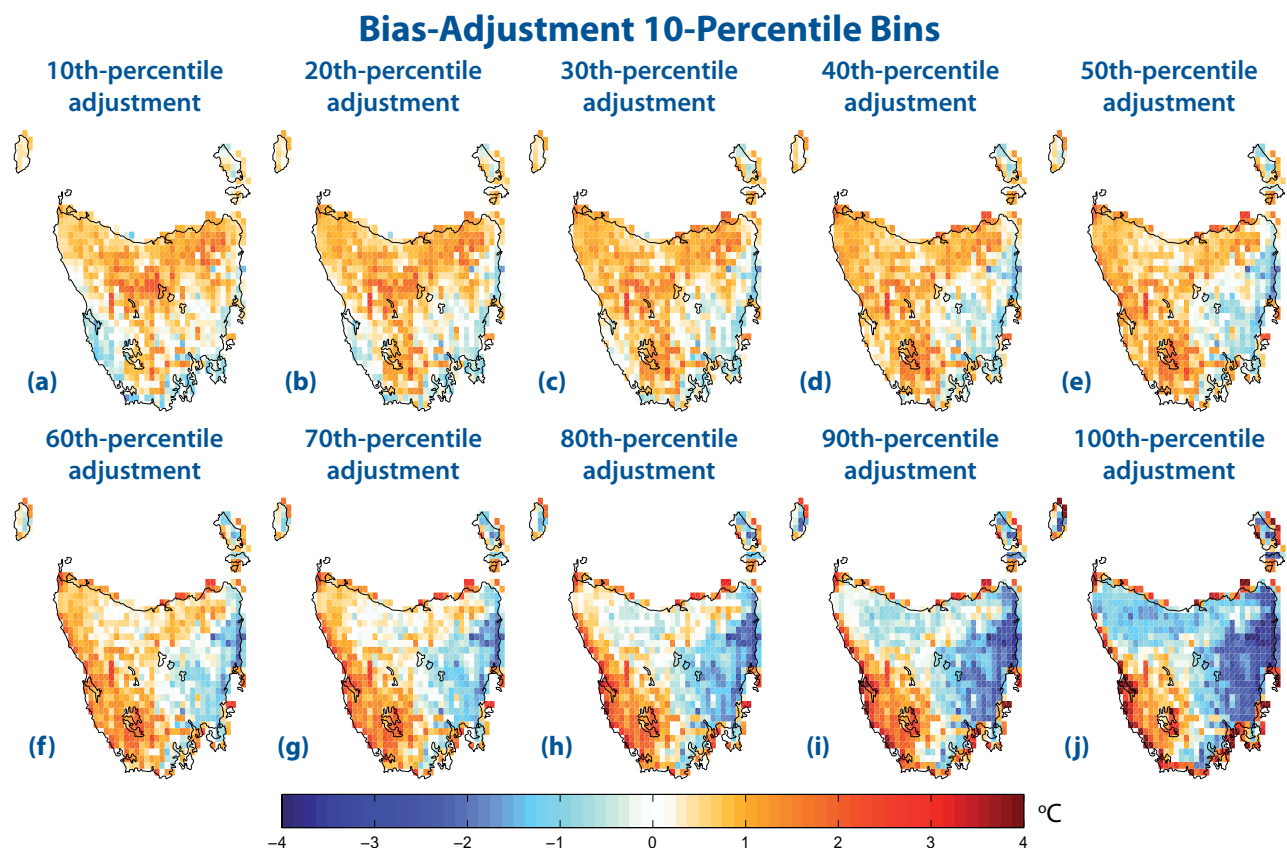 Bias-Adjustment 10-Percentile Bins
10th-percentile
adjustment
20th-percentile
adjustment
30th-percentile
adjustment
40th-percentile
adjustment
50th-percentile
adjustment
(a)
(b)
(c)
(d)
(e)
60th-percentile
adjustment
70th-percentile
adjustment
80th-percentile
adjustment
90th-percentile
adjustment
100th-percentile
adjustment
(f)
(g)
(h)
(i)
(j)
−4 −3 −2 −1 0 1 2 3 4 ºC